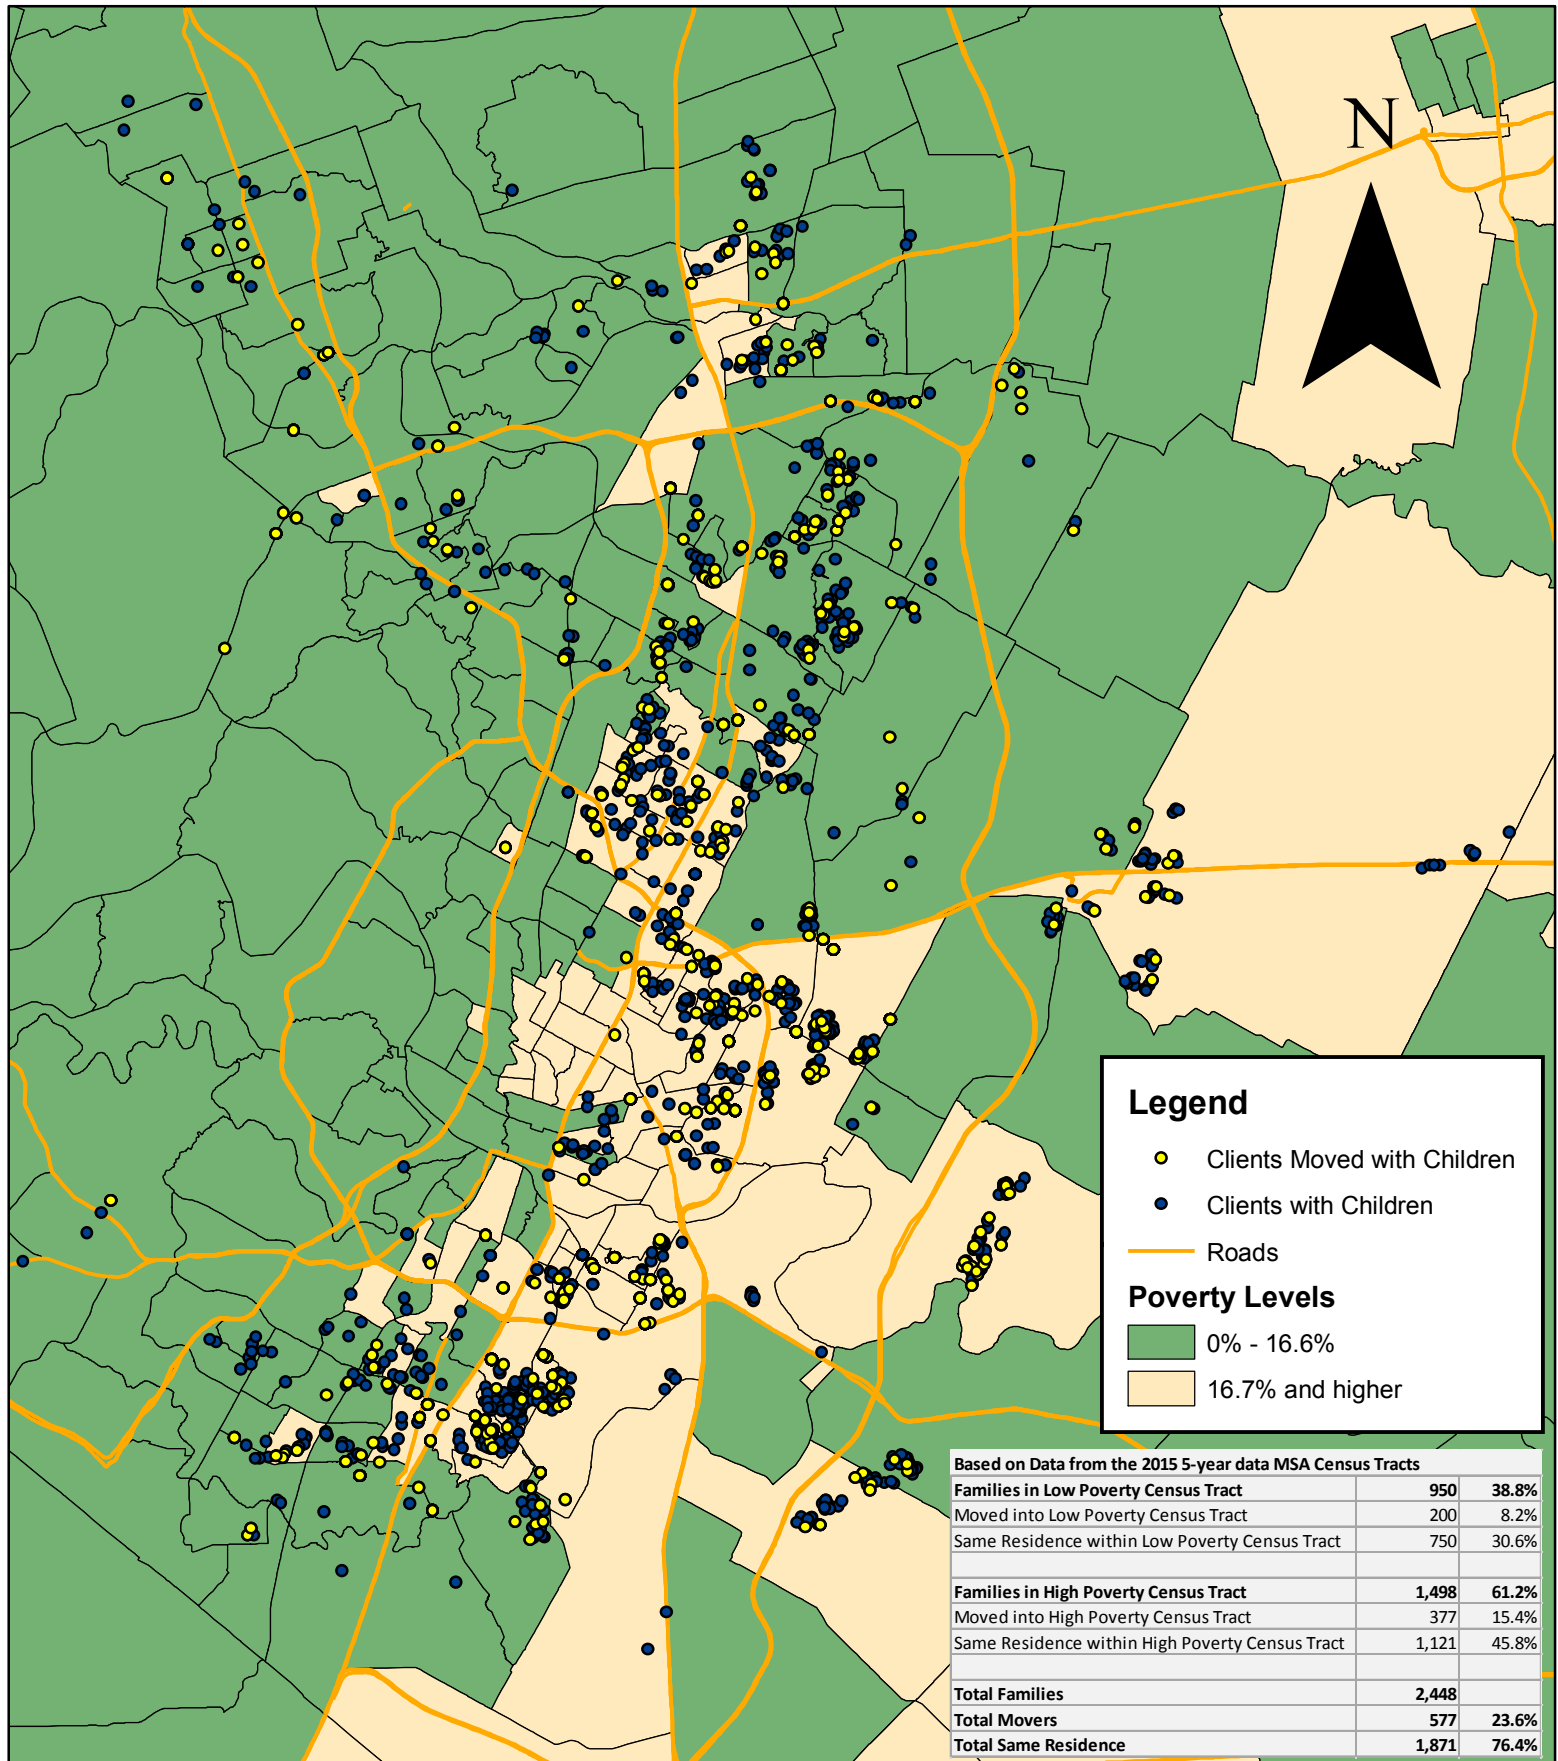 N
Legend
Clients Moved with Children
Clients with Children
Roads
Poverty Levels
0% - 16.6%
16.7% and higher
Based on Data from the 2015 5-year data MSA Census Tracts
Families in Low Poverty Census Tract 950 38.8%
Moved into Low Poverty Census Tract 200 8.2%
Same Residence within Low Poverty Census Tract 750 30.6%
Families in High Poverty Census Tract 1,498 61.2%
Moved into High Poverty Census Tract 377 15.4%
Same Residence within High Poverty Census Tract 1,121 45.8%
Total Families 2,448
Total Movers 577 23.6%
Total Same Residence 1,871 76.4%